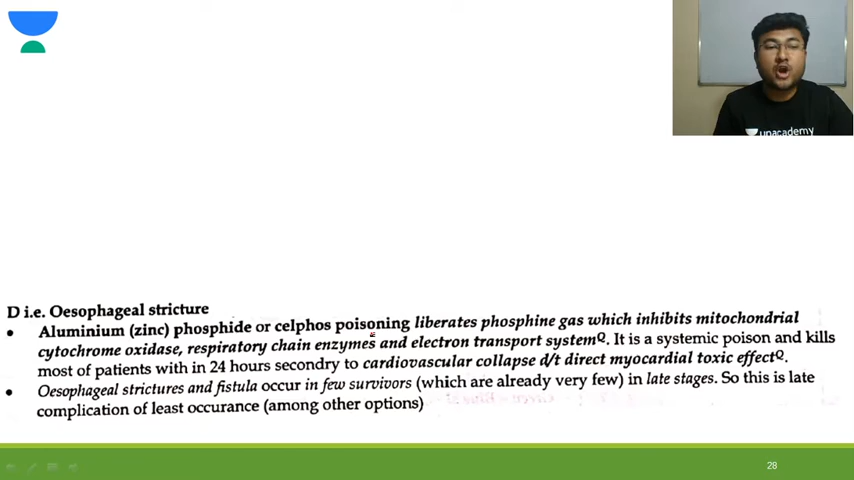 unacademy
D i.e. Oesophageal stricture
• Aluminium (zinc) phosphide or celphos poisoning liberates phosphine gas which inhibits mitochondrial
cytochrome oxidase, respiratory chain enzymes and electron transport systemQ. It is a systemic poison and kills
most of patients with in 24 hours secondry to cardiovascular collapse d/t direct myocardial toxic effectQ.
• Oesophageal strictures and fistula occur in few survivors (which are already very few) in late stages. So this is late
complication of least occurance (among other options)
28